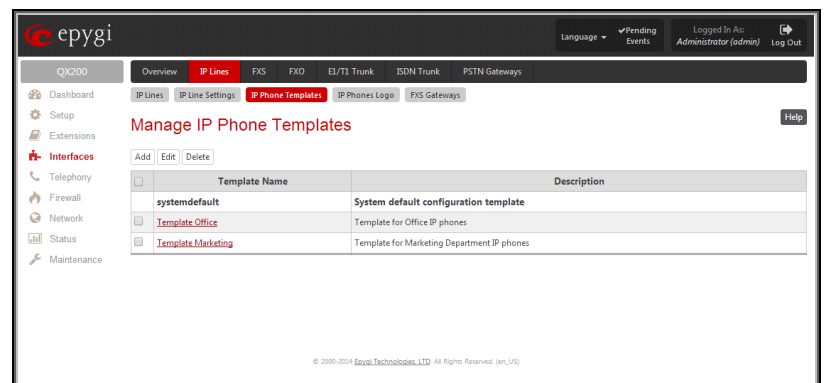 epygi
Language
Pending Events
Logged In As: Administrator (admin)
Log Out
QX200
Overview IP Lines FXS FXO E1/T1 Trunk ISDN Trunk PSTN Gateways
Dashboard
Setup
Extensions
Interfaces
Telephony
Firewall
Network
Status
Maintenance
IP Lines IP Line Settings IP Phone Templates IP Phones Logo FXS Gateways
Manage IP Phone Templates
Help
Add Edit Delete
Template Name Description
systemdefault System default configuration template
Template Office Template for Office IP phones
Template Marketing Template for Marketing Department IP phones
© 2000-2014 Epygi Technologies, LTD. All Rights Reserved. (en_US)